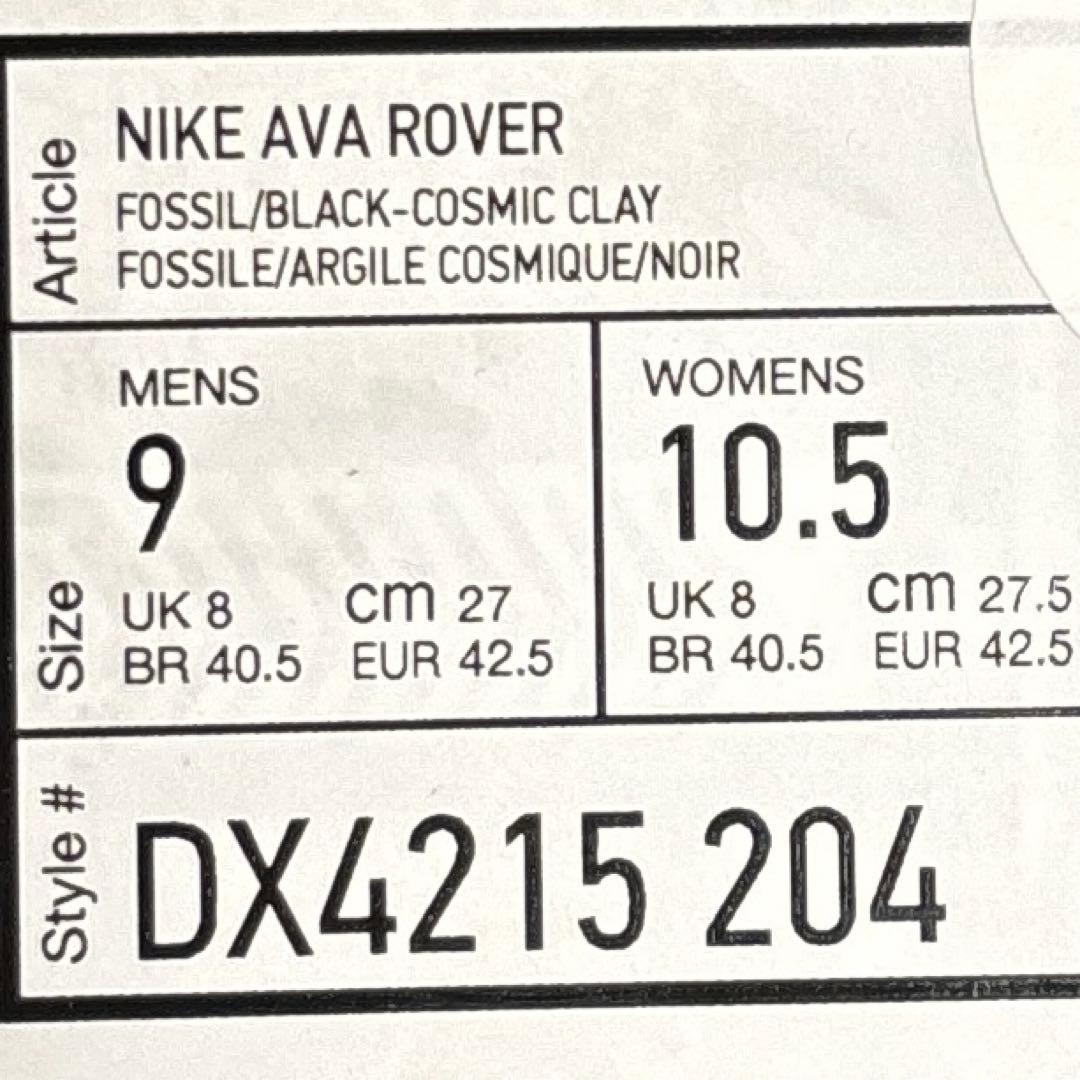 Article
NIKE AVA ROVER
FOSSIL/BLACK-COSMIC CLAY
FOSSILE/ARGILE COSMIQUE/NOIR
Size
MENS
9
UK 8 cm 27
BR 40.5 EUR 42.5
WOMENS
10.5
UK 8 cm 27.5
BR 40.5 EUR 42.5
Style #
DX4215 204